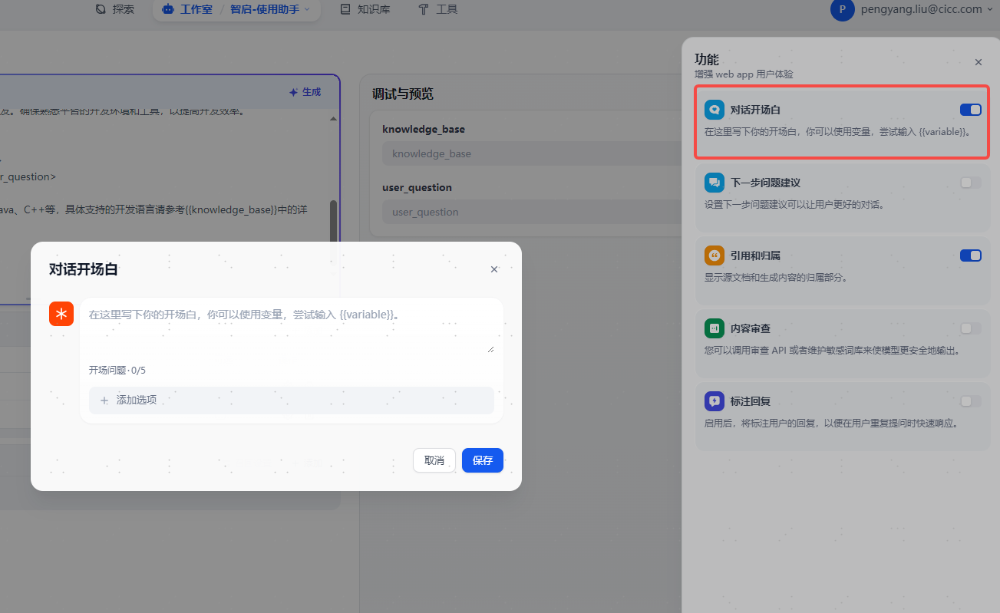 探索
工作室 / 智启-使用助手
知识库
工具
P pengyang.liu@cicc.com
生成
发。确保熟悉平台的开发环境和工具，以提高开发效率。
r_question>
ava、C++等，具体支持的开发语言请参考{{knowledge_base}}中的详
调试与预览
knowledge_base
knowledge_base
user_question
user_question
对话开场白
在这里写下你的开场白，你可以使用变量，尝试输入 {{variable}}。
开场问题·0/5
+ 添加选项
取消
保存
功能
增强 web app 用户体验
对话开场白
在这里写下你的开场白，你可以使用变量，尝试输入 {{variable}}。
下一步问题建议
设置下一步问题建议可以让用户更好的对话。
引用和归属
显示源文档和生成内容的归属部分。
内容审查
您可以调用审查 API 或者维护敏感词库来使模型更安全地输出。
标注回复
启用后，将标注用户的回复，以便在用户重复提问时快速响应。